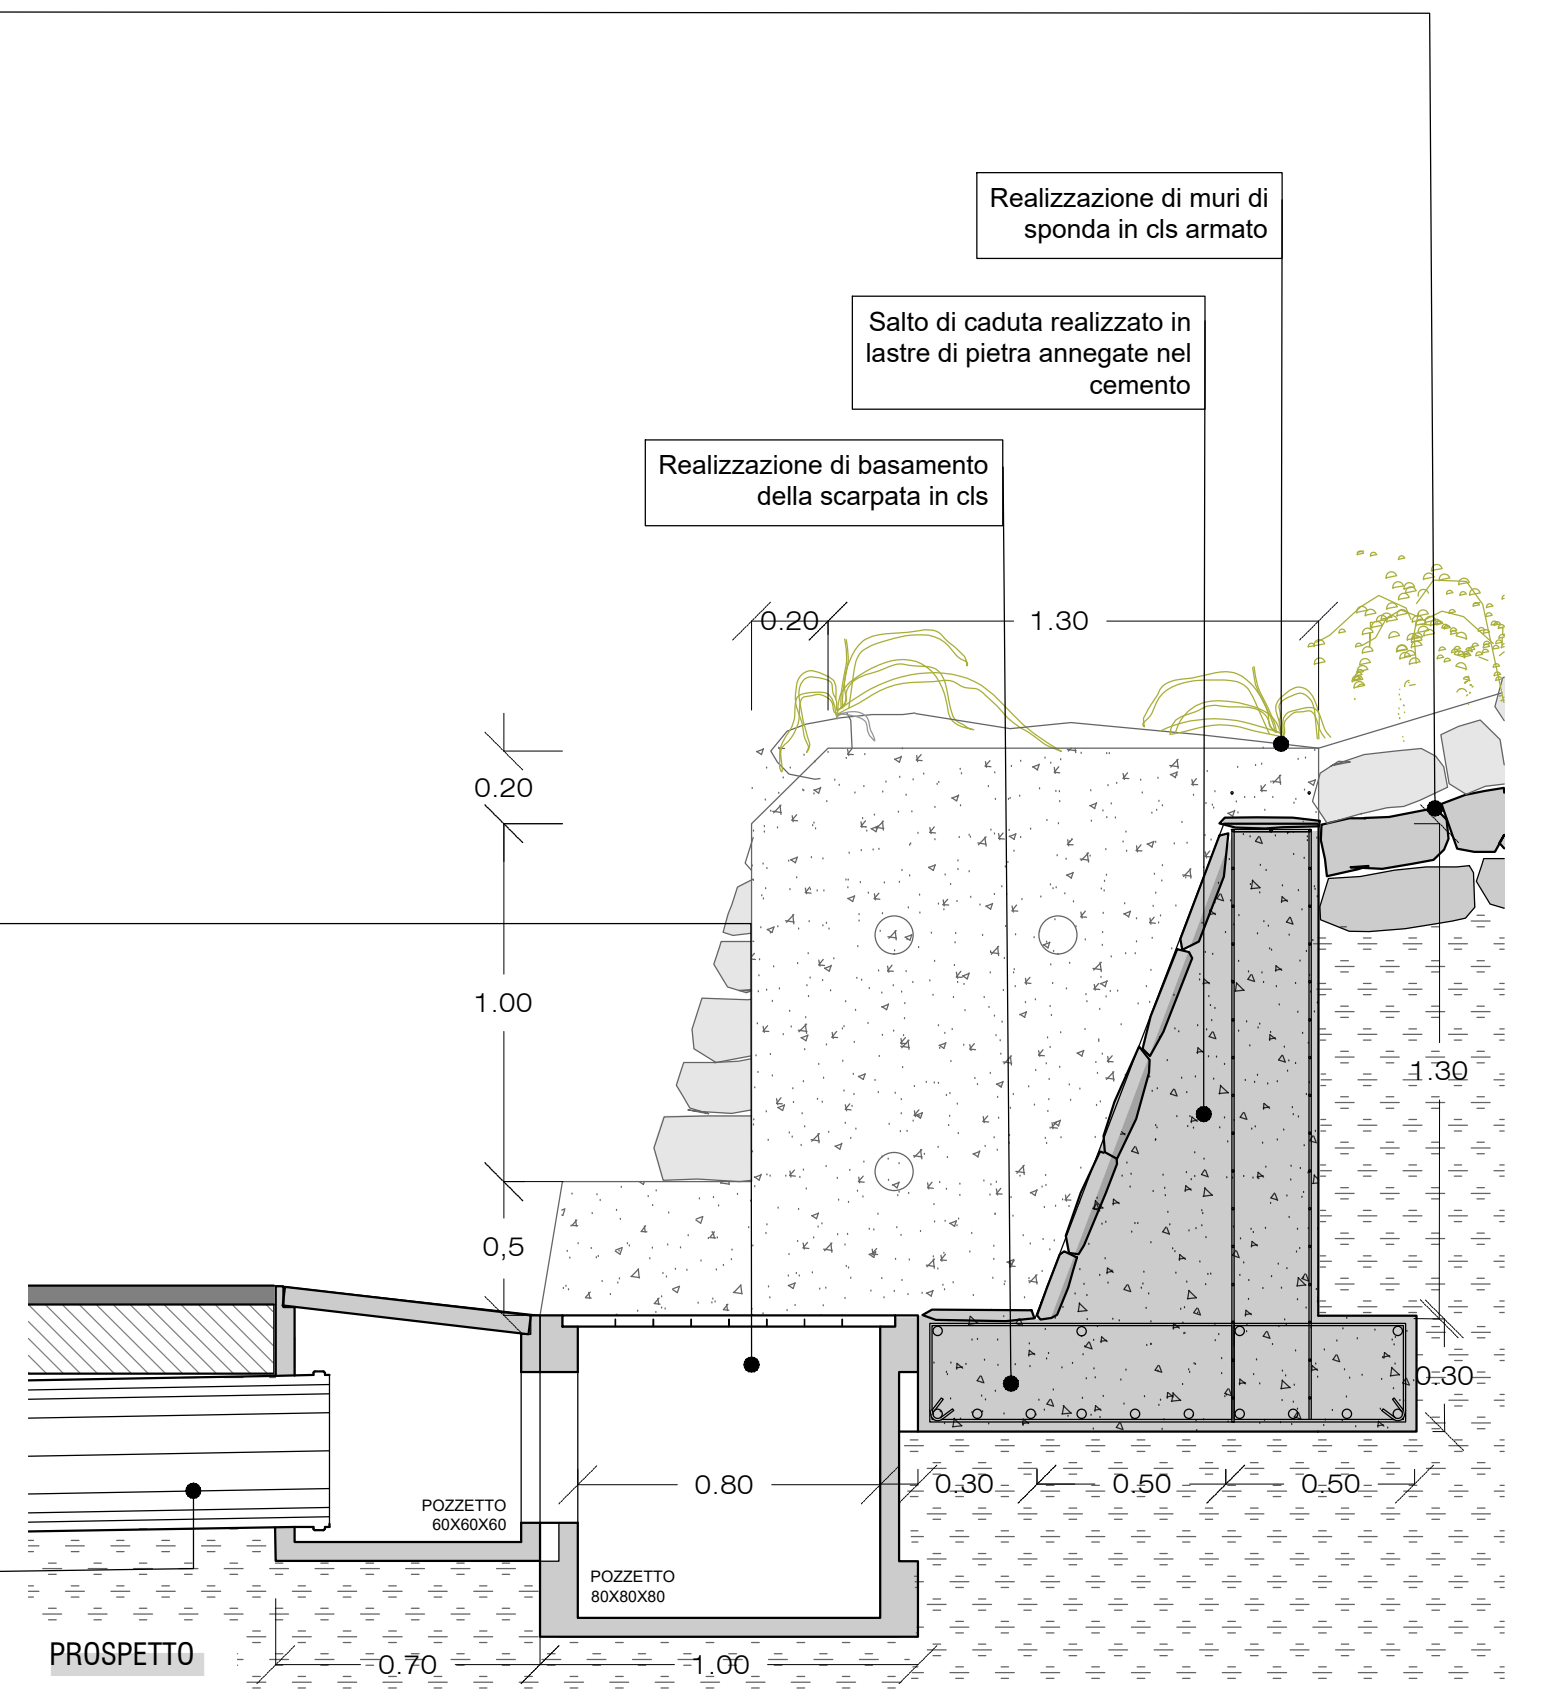 Realizzazione di muri di
sponda in cls armato
Salto di caduta realizzato in
lastre di pietra annegate nel
cemento
Realizzazione di basamento
della scarpata in cls
0.20
1.30
0.20
1.00
1.30
0,5
0.30
0.80
0.30
0.50
0.50
POZZETTO
60X60X60
POZZETTO
80X80X80
PROSPETTO
0.70
1.00